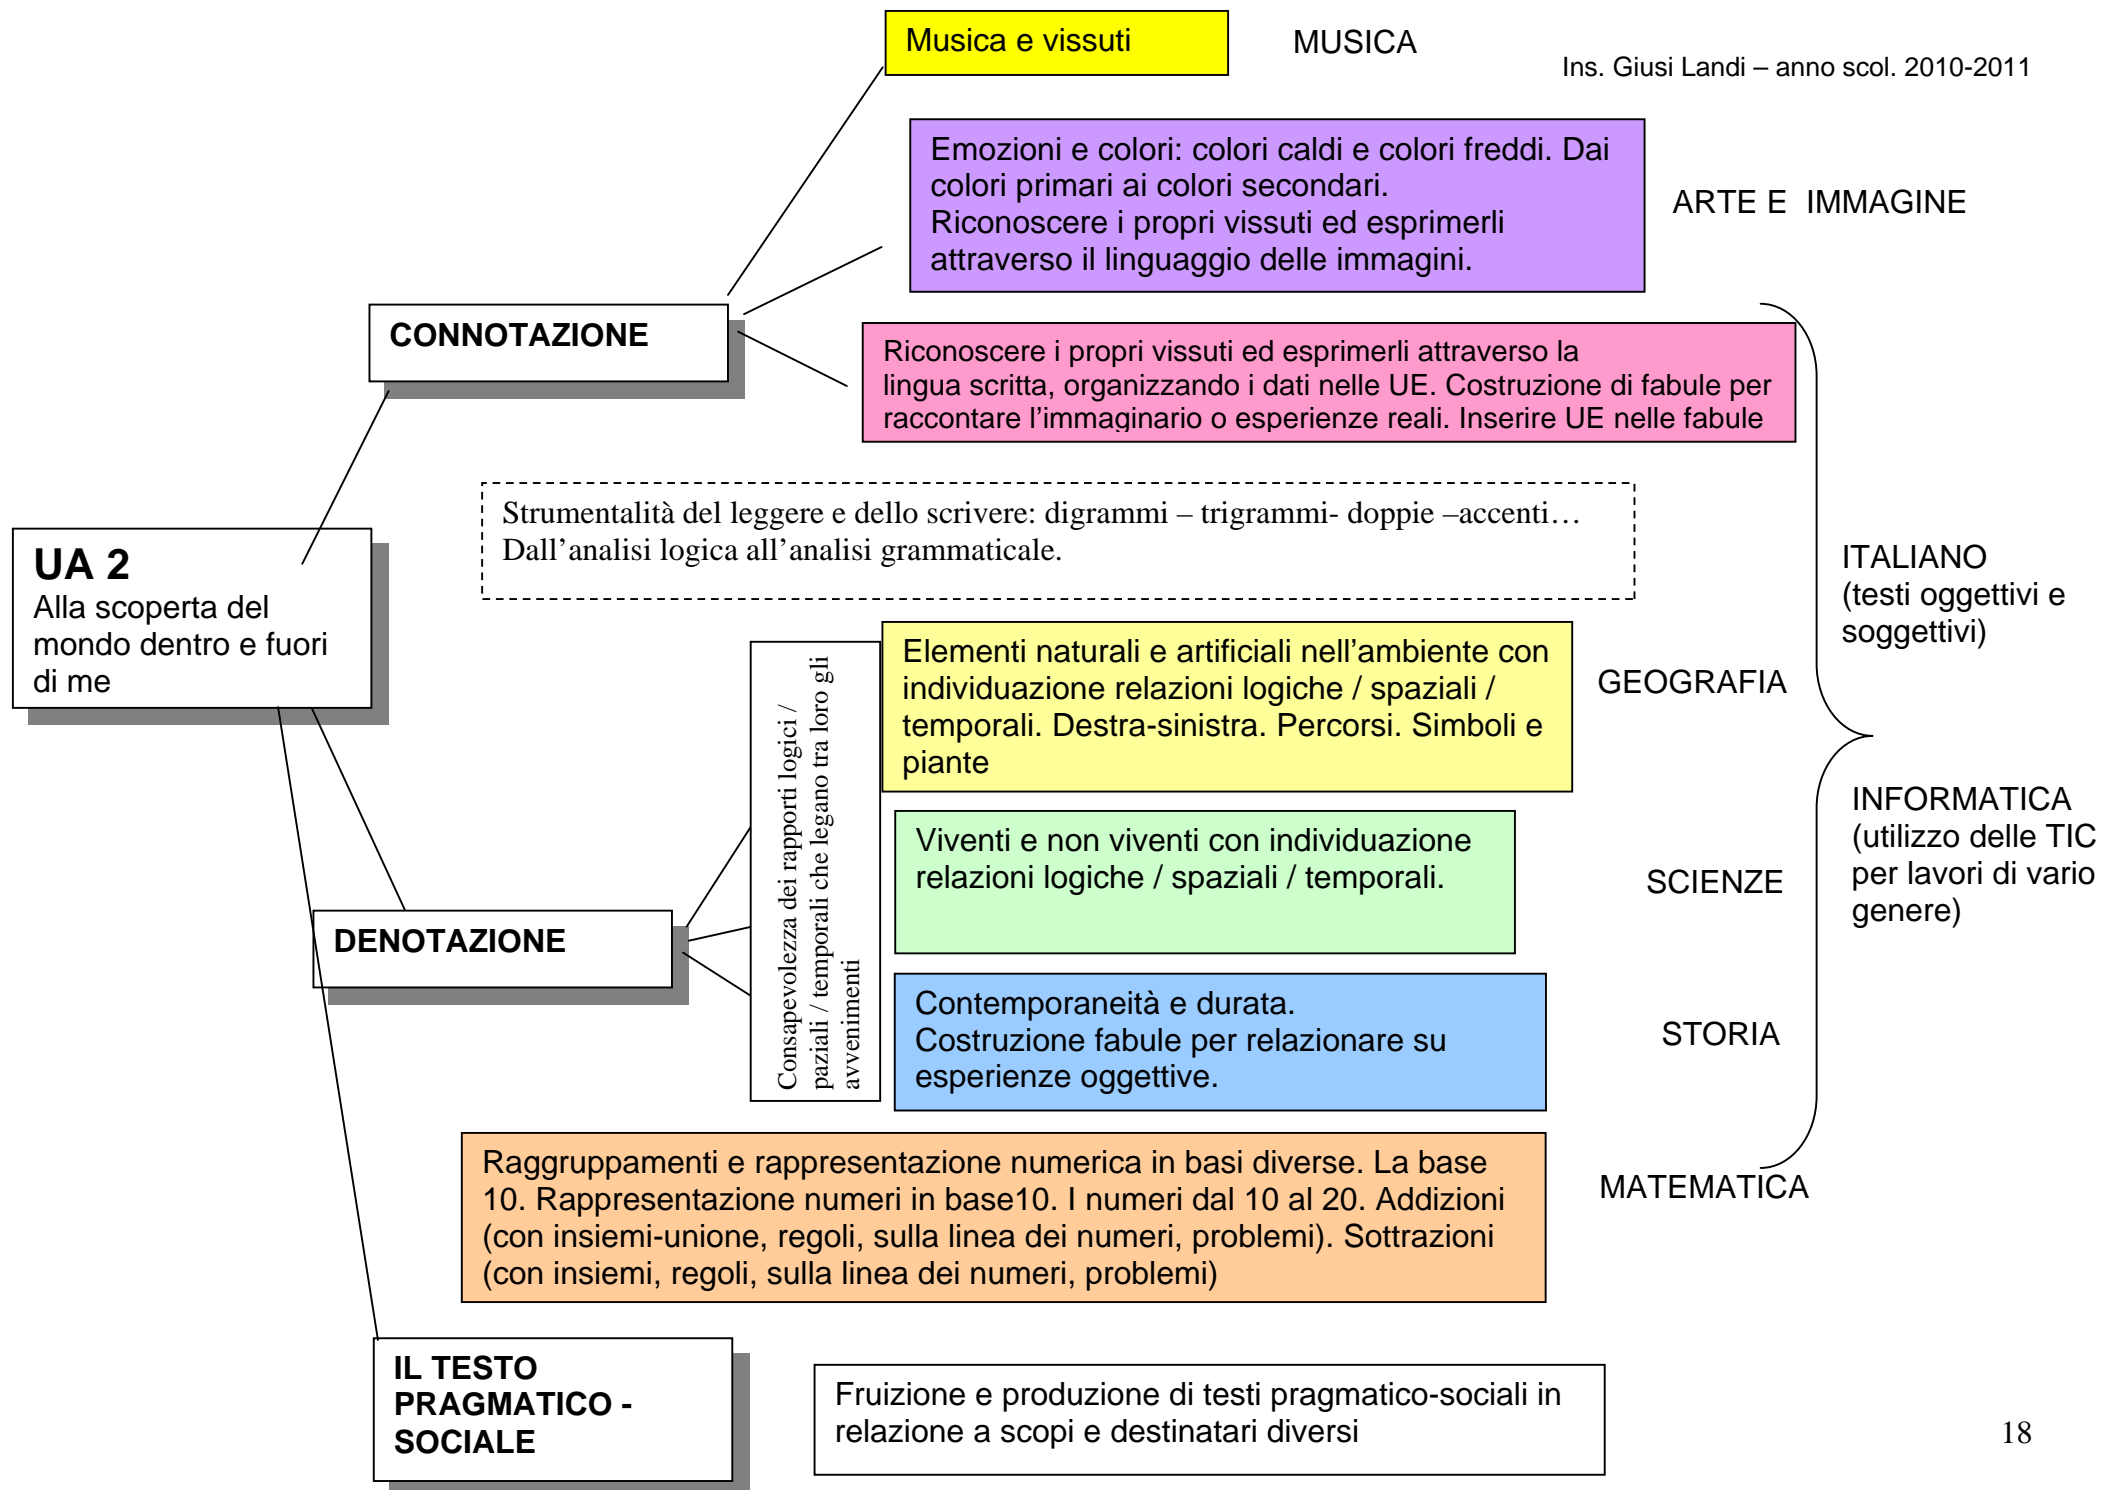 Musica e vissuti
MUSICA
Ins. Giusi Landi – anno scol. 2010-2011
Emozioni e colori: colori caldi e colori freddi. Dai
colori primari ai colori secondari.
Riconoscere i propri vissuti ed esprimerli
attraverso il linguaggio delle immagini.
ARTE E  IMMAGINE
CONNOTAZIONE
Riconoscere i propri vissuti ed esprimerli attraverso la
lingua scritta, organizzando i dati nelle UE. Costruzione di fabule per
raccontare l’immaginario o esperienze reali. Inserire UE nelle fabule
Strumentalità del leggere e dello scrivere: digrammi – trigrammi- doppie –accenti…
Dall’analisi logica all’analisi grammaticale.
UA 2
Alla scoperta del
mondo dentro e fuori
di me
ITALIANO
(testi oggettivi e
soggettivi)
Consapevolezza dei rapporti logici /
paziali / temporali che legano tra loro gli
avvenimenti
Elementi naturali e artificiali nell’ambiente con
individuazione relazioni logiche / spaziali /
temporali. Destra-sinistra. Percorsi. Simboli e
piante
GEOGRAFIA
INFORMATICA
(utilizzo delle TIC
per lavori di vario
genere)
Viventi e non viventi con individuazione
relazioni logiche / spaziali / temporali.
SCIENZE
DENOTAZIONE
Contemporaneità e durata.
Costruzione fabule per relazionare su
esperienze oggettive.
STORIA
Raggruppamenti e rappresentazione numerica in basi diverse. La base
10. Rappresentazione numeri in base10. I numeri dal 10 al 20. Addizioni
(con insiemi-unione, regoli, sulla linea dei numeri, problemi). Sottrazioni
(con insiemi, regoli, sulla linea dei numeri, problemi)
MATEMATICA
IL TESTO
PRAGMATICO -
SOCIALE
Fruizione e produzione di testi pragmatico-sociali in
relazione a scopi e destinatari diversi
18